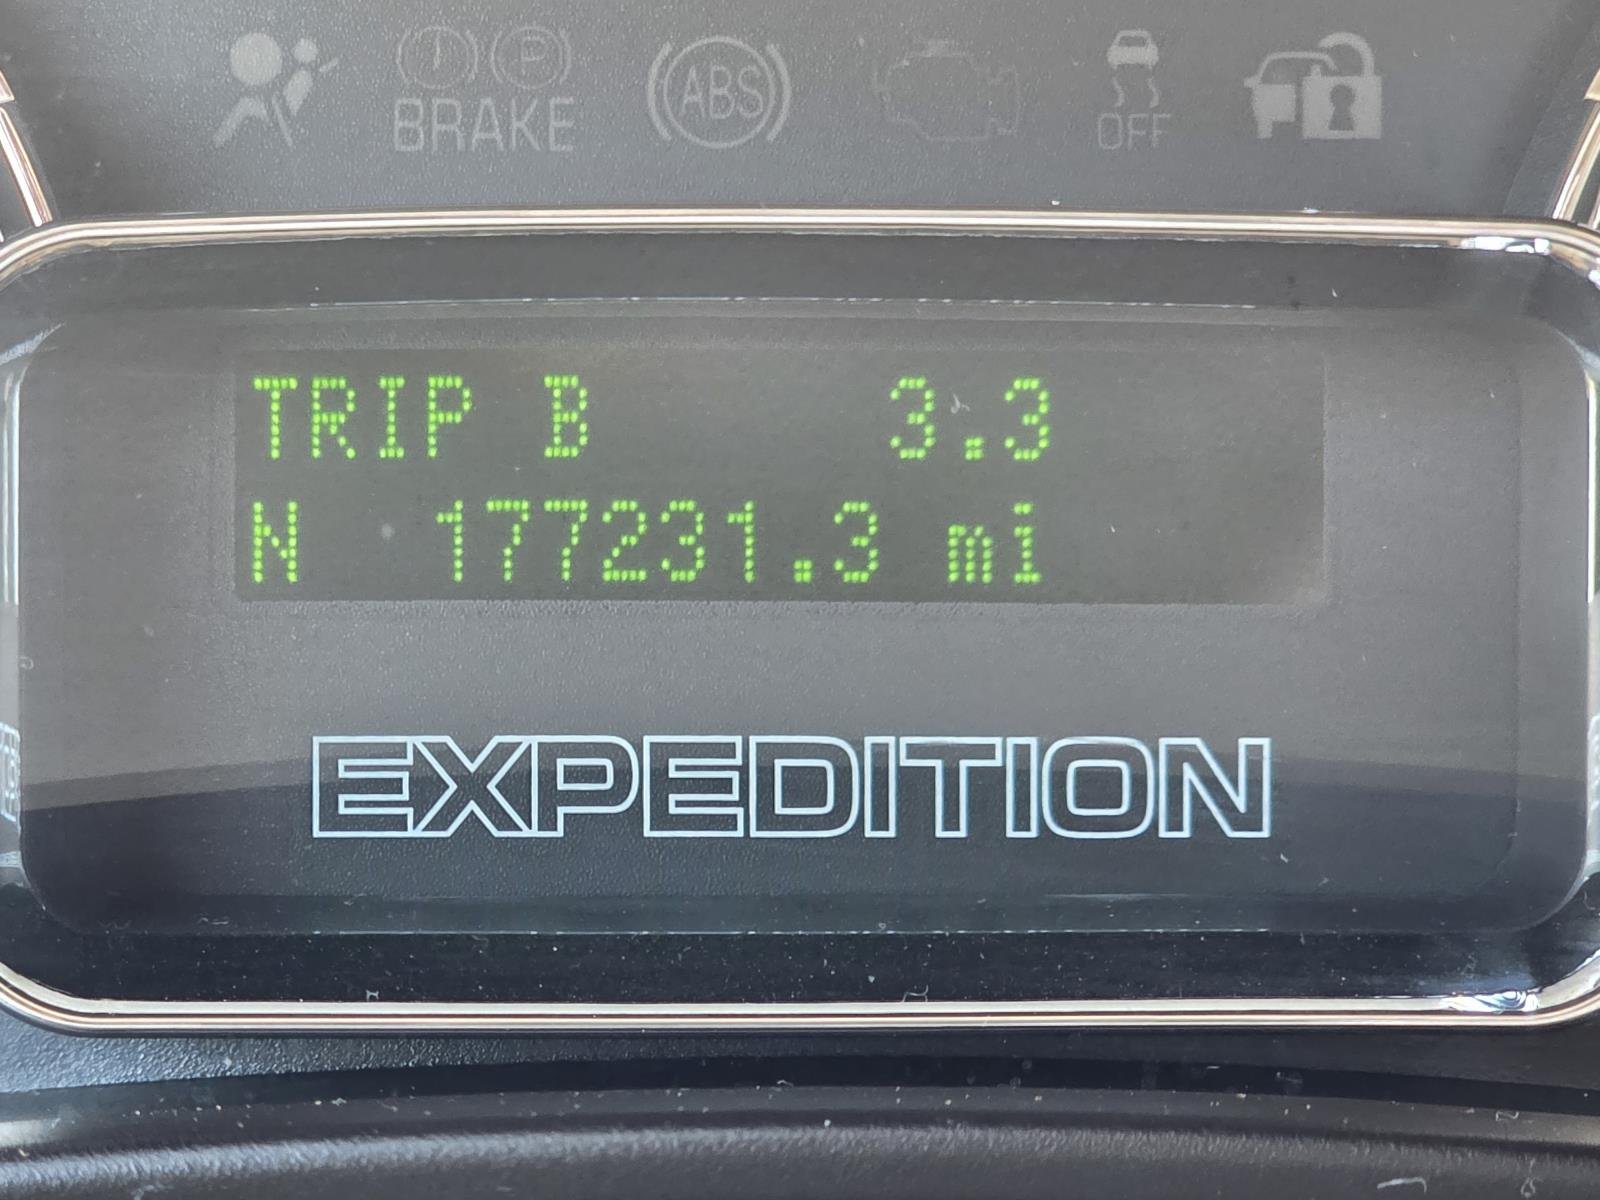 BRAKE ABS OFF
TRIP B 3.3
N 177231.3 mi
EXPEDITION